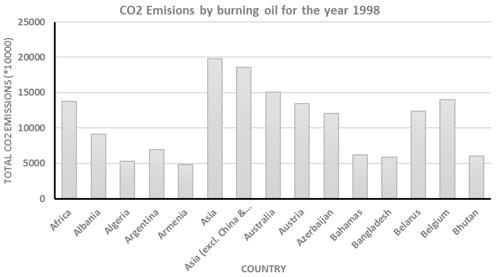 CO2 Emisions by burning oil for the year 1998
TOTAL CO2 EMISSIONS (*10000)
25000
20000
15000
10000
5000
0
Africa
Albania
Algeria
Argentina
Armenia
Asia
Asia (excl. China &...
Australia
Austria
Azerbaijan
Bahamas
Bangladesh
Belarus
Belgium
Bhutan
COUNTRY